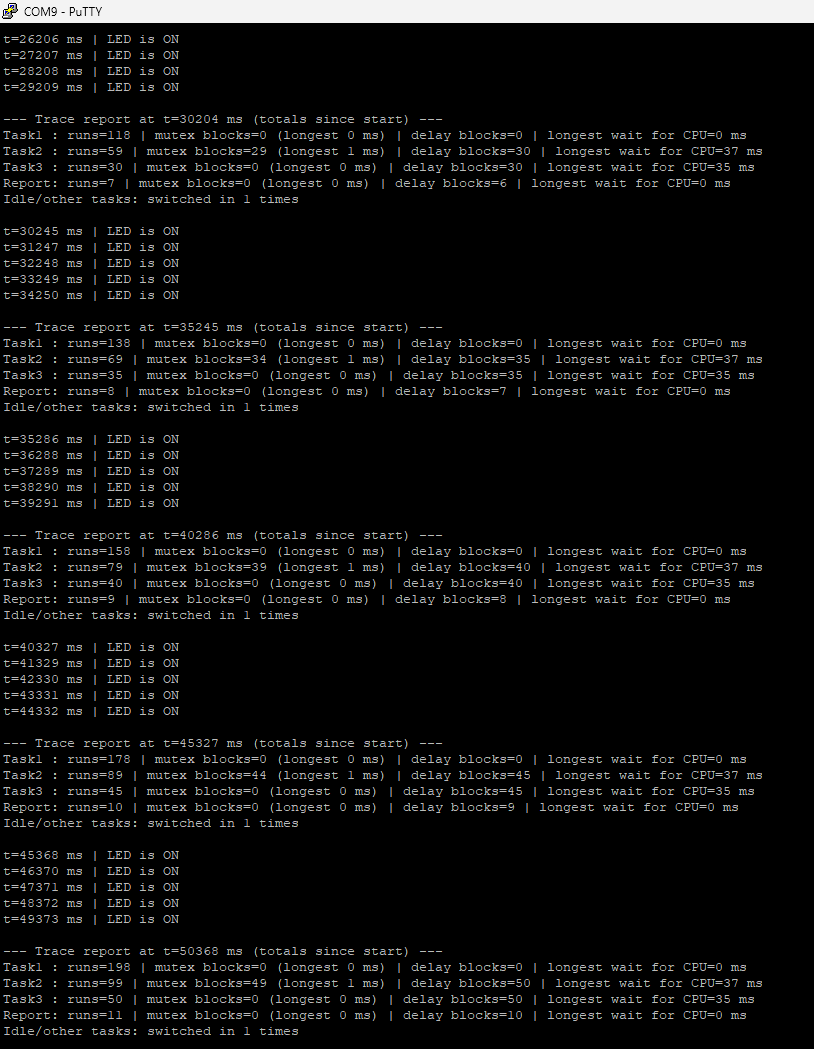 COM9 - PuTTY
t=26206 ms | LED is ON
t=27207 ms | LED is ON
t=28208 ms | LED is ON
t=29209 ms | LED is ON
--- Trace report at t=30204 ms (totals since start) ---
Task1 : runs=118 | mutex blocks=0 (longest 0 ms) | delay blocks=0 | longest wait for CPU=0 ms
Task2 : runs=59 | mutex blocks=29 (longest 1 ms) | delay blocks=30 | longest wait for CPU=37 ms
Task3 : runs=30 | mutex blocks=0 (longest 0 ms) | delay blocks=30 | longest wait for CPU=35 ms
Report: runs=7 | mutex blocks=0 (longest 0 ms) | delay blocks=6 | longest wait for CPU=0 ms
Idle/other tasks: switched in 1 times
t=30245 ms | LED is ON
t=31247 ms | LED is ON
t=32248 ms | LED is ON
t=33249 ms | LED is ON
t=34250 ms | LED is ON
--- Trace report at t=35245 ms (totals since start) ---
Task1 : runs=138 | mutex blocks=0 (longest 0 ms) | delay blocks=0 | longest wait for CPU=0 ms
Task2 : runs=69 | mutex blocks=34 (longest 1 ms) | delay blocks=35 | longest wait for CPU=37 ms
Task3 : runs=35 | mutex blocks=0 (longest 0 ms) | delay blocks=35 | longest wait for CPU=35 ms
Report: runs=8 | mutex blocks=0 (longest 0 ms) | delay blocks=7 | longest wait for CPU=0 ms
Idle/other tasks: switched in 1 times
t=35286 ms | LED is ON
t=36288 ms | LED is ON
t=37289 ms | LED is ON
t=38290 ms | LED is ON
t=39291 ms | LED is ON
--- Trace report at t=40286 ms (totals since start) ---
Task1 : runs=158 | mutex blocks=0 (longest 0 ms) | delay blocks=0 | longest wait for CPU=0 ms
Task2 : runs=79 | mutex blocks=39 (longest 1 ms) | delay blocks=40 | longest wait for CPU=37 ms
Task3 : runs=40 | mutex blocks=0 (longest 0 ms) | delay blocks=40 | longest wait for CPU=35 ms
Report: runs=9 | mutex blocks=0 (longest 0 ms) | delay blocks=8 | longest wait for CPU=0 ms
Idle/other tasks: switched in 1 times
t=40327 ms | LED is ON
t=41329 ms | LED is ON
t=42330 ms | LED is ON
t=43331 ms | LED is ON
t=44332 ms | LED is ON
--- Trace report at t=45327 ms (totals since start) ---
Task1 : runs=178 | mutex blocks=0 (longest 0 ms) | delay blocks=0 | longest wait for CPU=0 ms
Task2 : runs=89 | mutex blocks=44 (longest 1 ms) | delay blocks=45 | longest wait for CPU=37 ms
Task3 : runs=45 | mutex blocks=0 (longest 0 ms) | delay blocks=45 | longest wait for CPU=35 ms
Report: runs=10 | mutex blocks=0 (longest 0 ms) | delay blocks=9 | longest wait for CPU=0 ms
Idle/other tasks: switched in 1 times
t=45368 ms | LED is ON
t=46370 ms | LED is ON
t=47371 ms | LED is ON
t=48372 ms | LED is ON
t=49373 ms | LED is ON
--- Trace report at t=50368 ms (totals since start) ---
Task1 : runs=198 | mutex blocks=0 (longest 0 ms) | delay blocks=0 | longest wait for CPU=0 ms
Task2 : runs=99 | mutex blocks=49 (longest 1 ms) | delay blocks=50 | longest wait for CPU=37 ms
Task3 : runs=50 | mutex blocks=0 (longest 0 ms) | delay blocks=50 | longest wait for CPU=35 ms
Report: runs=11 | mutex blocks=0 (longest 0 ms) | delay blocks=10 | longest wait for CPU=0 ms
Idle/other tasks: switched in 1 times